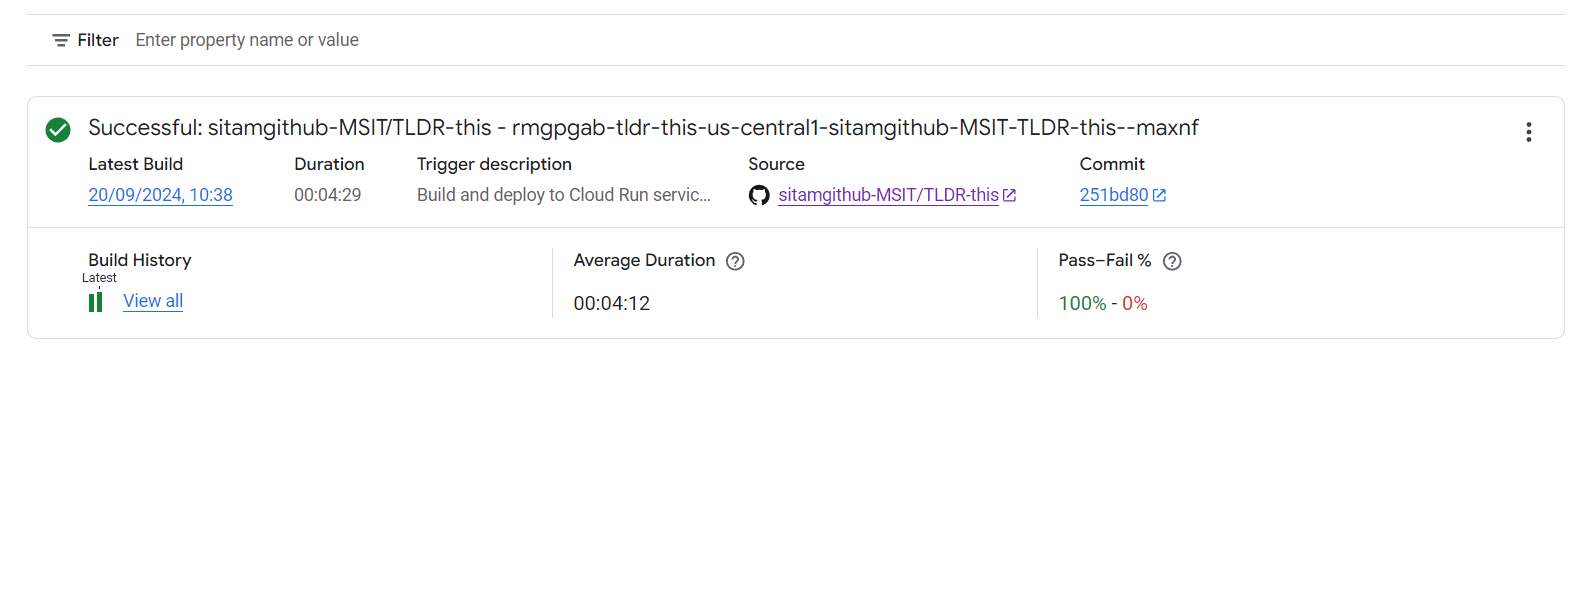 Filter Enter property name or value
Successful: sitamgithub-MSIT/TLDR-this - rmgpgab-tldr-this-us-central1-sitamgithub-MSIT-TLDR-this--maxnf
Latest Build Duration Trigger description Source Commit
20/09/2024, 10:38 00:04:29 Build and deploy to Cloud Run servic... sitamgithub-MSIT/TLDR-this 251bd80
Build History Average Duration Pass–Fail %
Latest
View all 00:04:12 100% - 0%